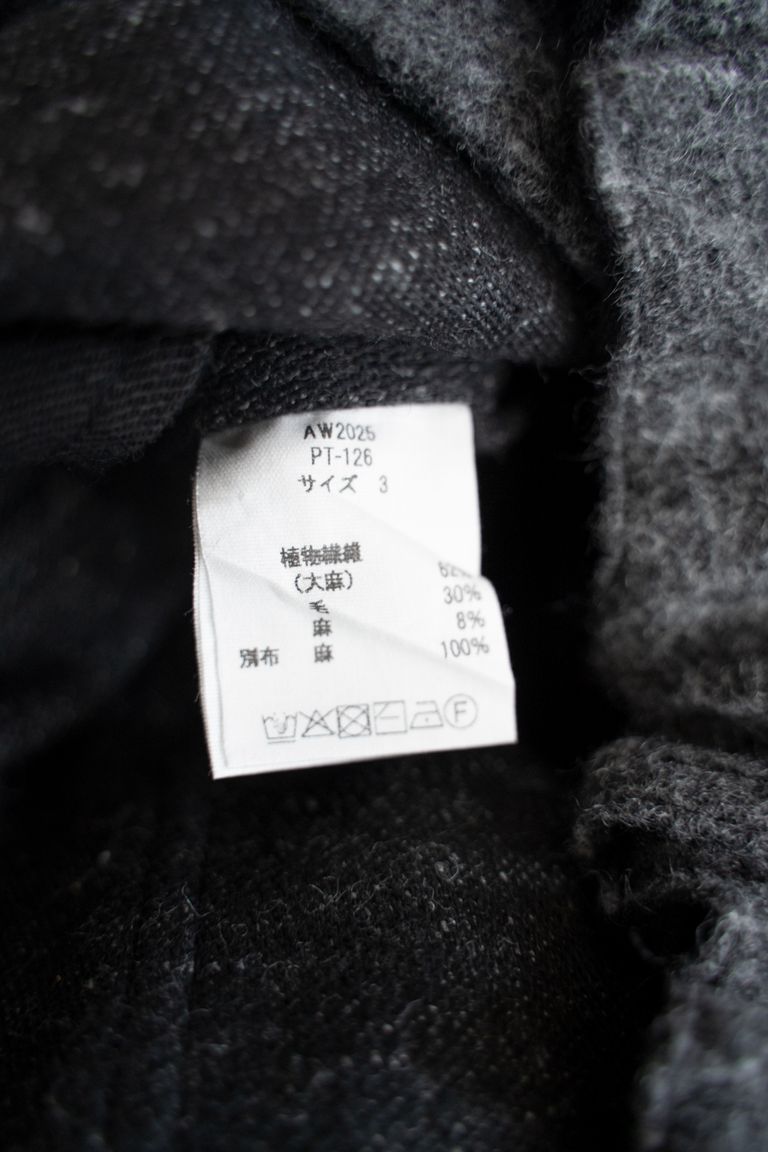 AW2025
PT-126
サイズ 3
植物繊維 62%
(大麻) 30%
毛 8%
麻
別布 麻 100%
F